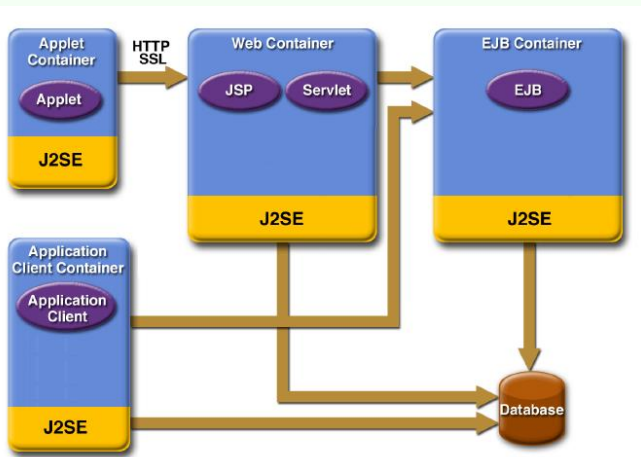 Applet
Container
Applet
J2SE
HTTP
SSL
Web Container
JSP
Servlet
J2SE
EJB Container
EJB
J2SE
Application
Client Container
Application
Client
J2SE
Database